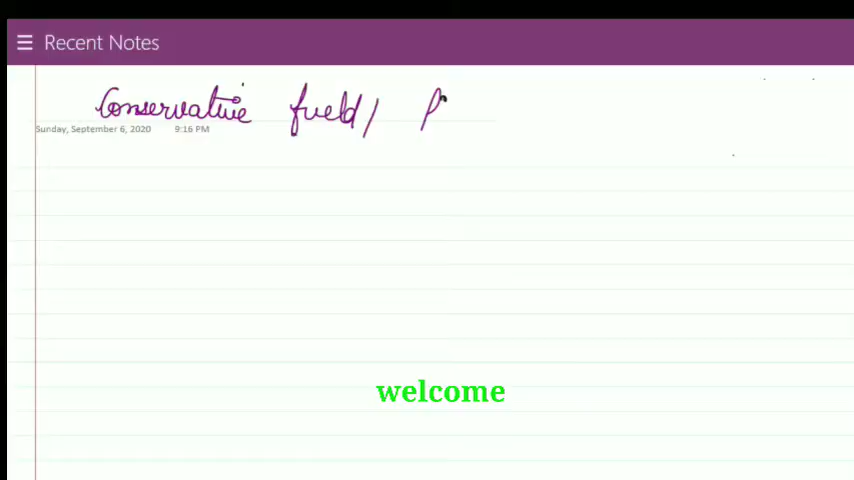 Recent Notes
Conservative field/ P
Sunday, September 6, 2020 9:16 PM
welcome